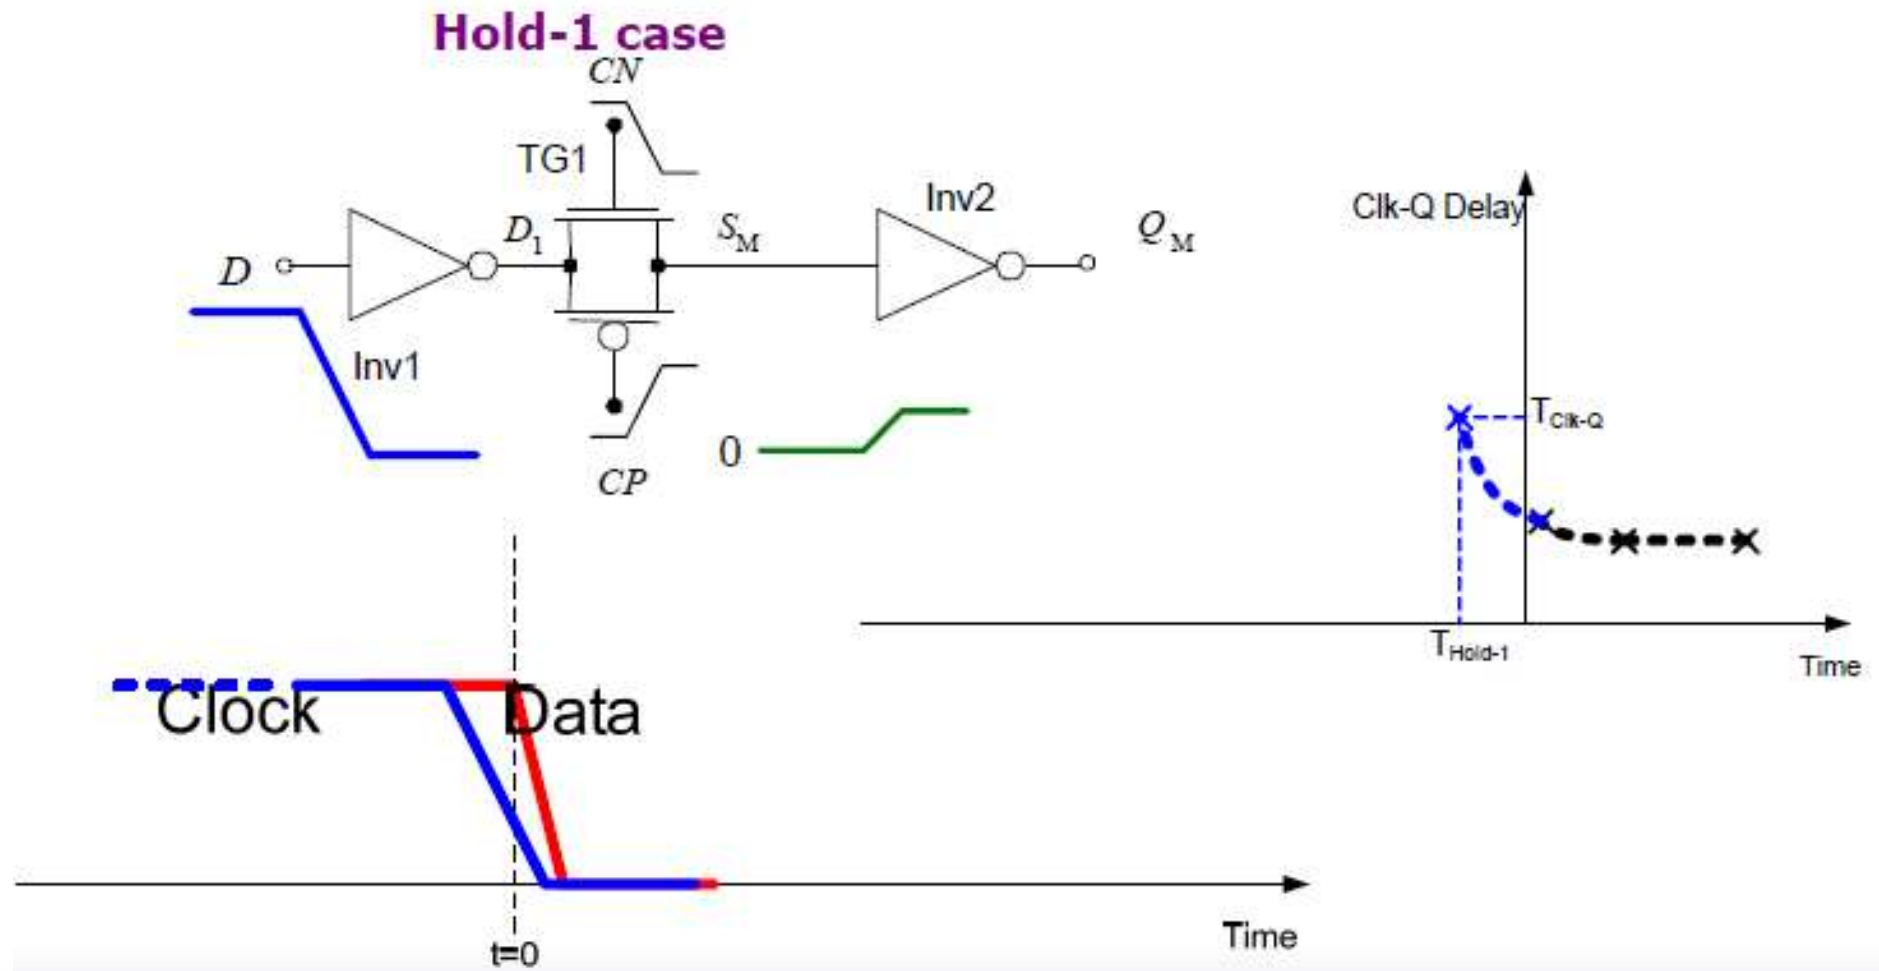 Hold-1 case
CN
TG1
Inv2
D
D1
SM
QM
Inv1
0
CP
Clk-Q Delay
TClk-Q
THold-1
Time
Clock
Data
t=0
Time